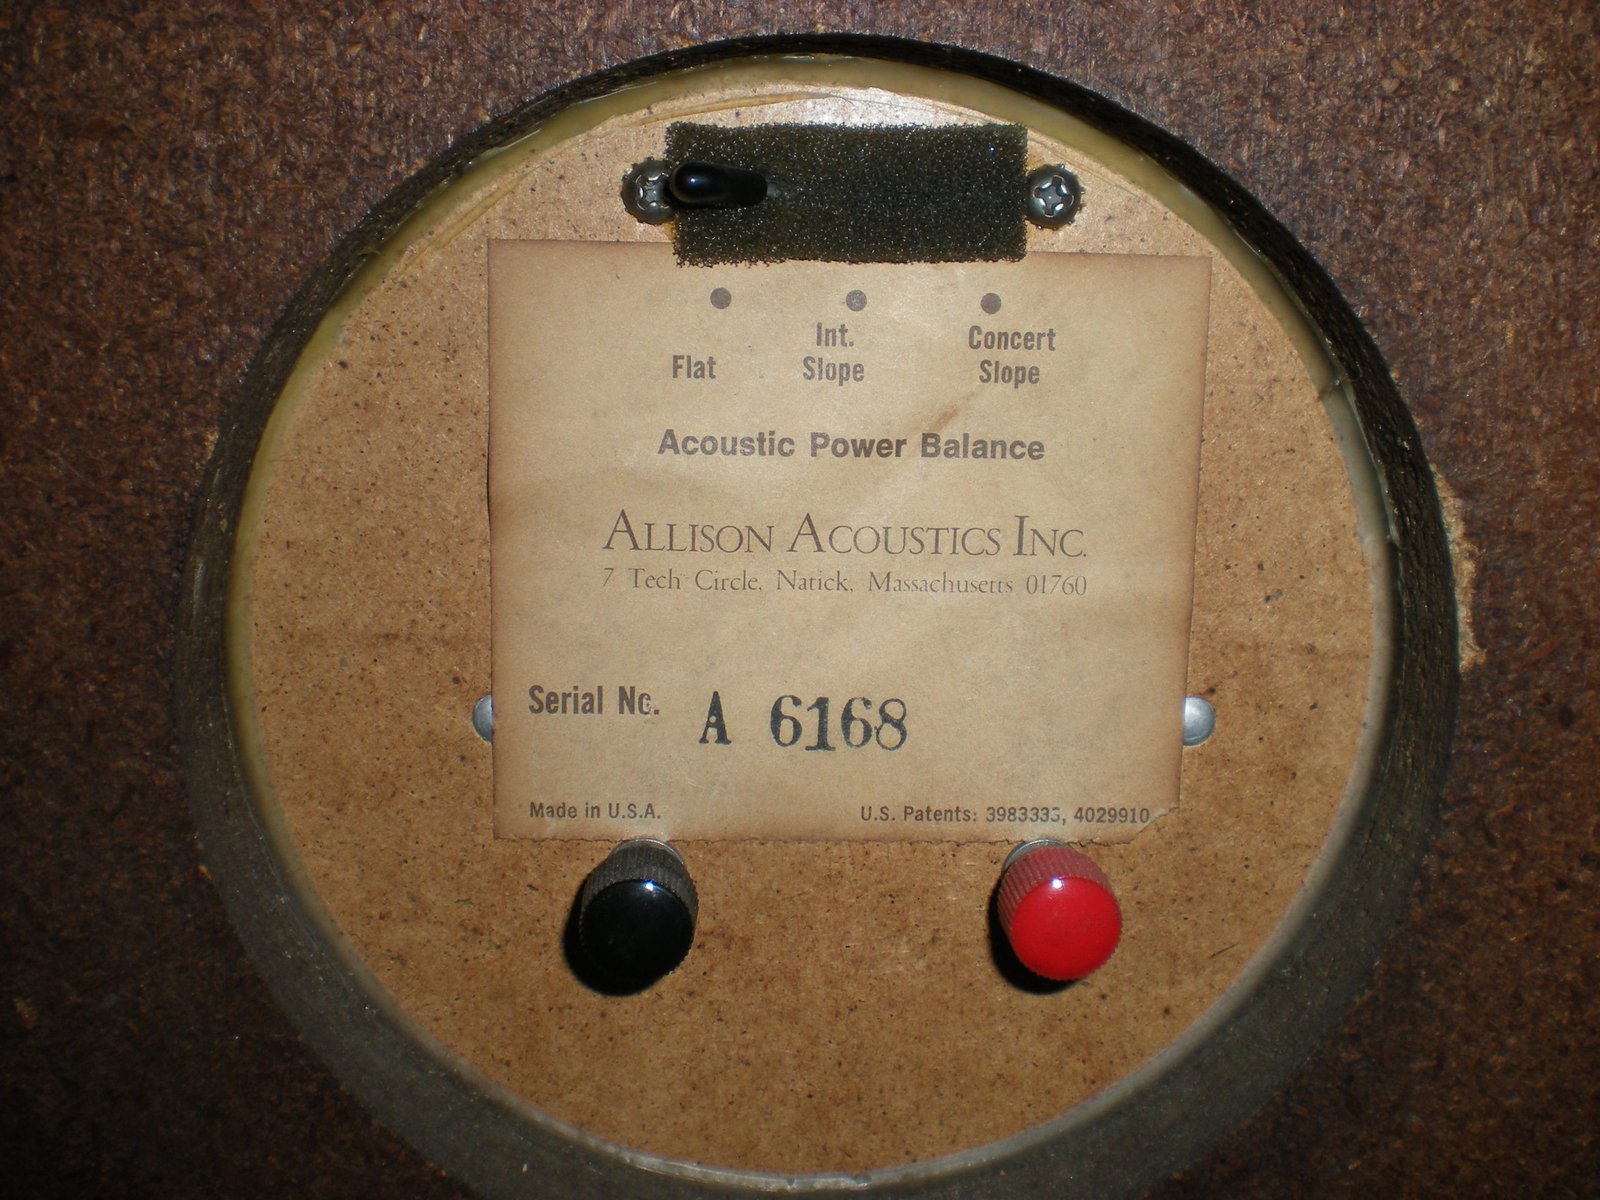 Flat
Int.
Slope
Concert
Slope
Acoustic Power Balance
ALLISON ACOUSTICS INC.
7 Tech Circle, Natick, Massachusetts 01760
Serial No. A 6168
Made in U.S.A.
U.S. Patents: 3983333, 4029910